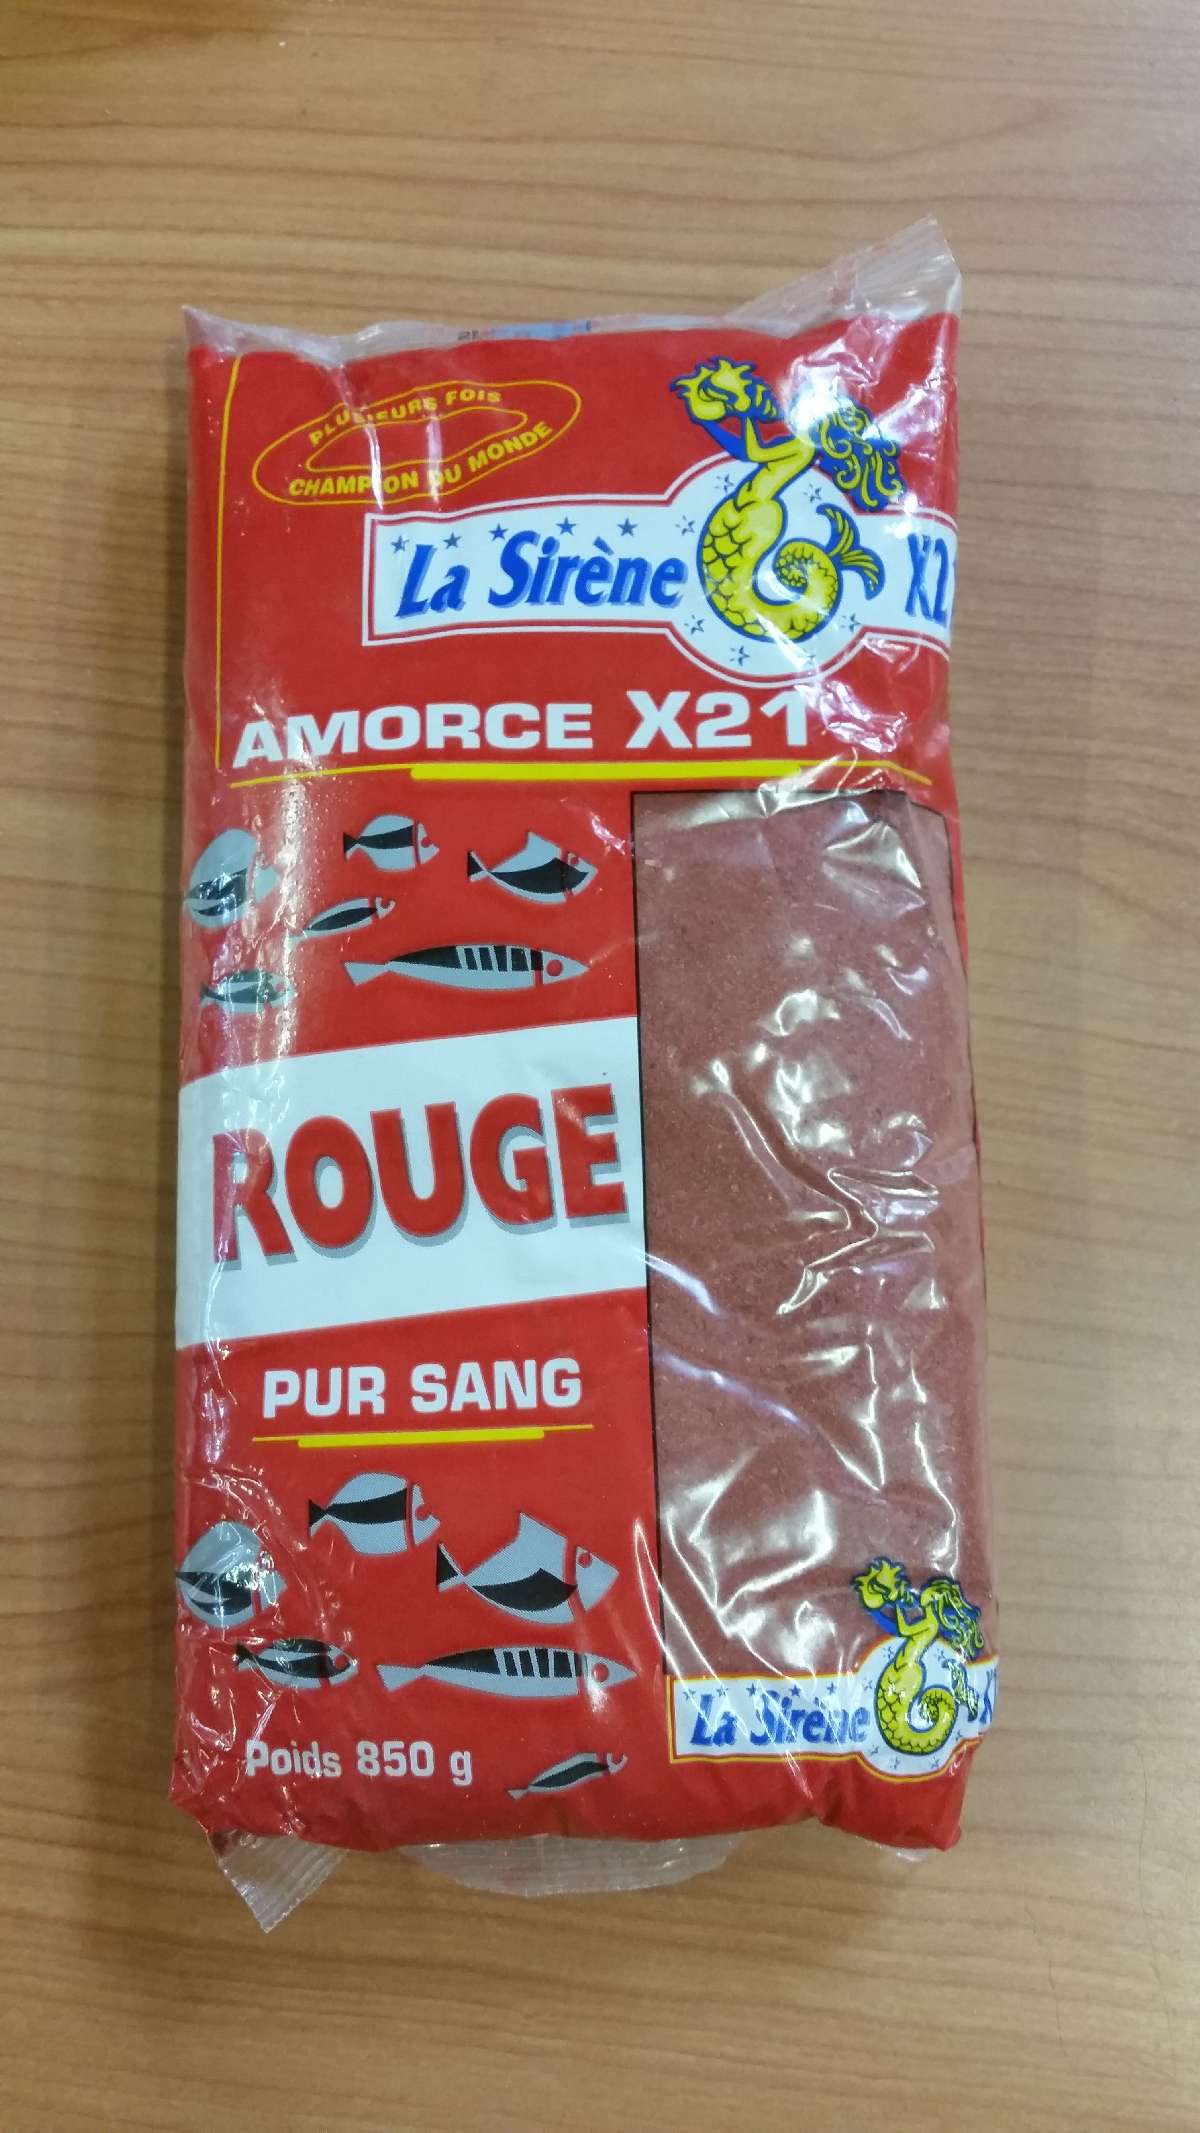 PLUSIEURS FOIS
CHAMPION DU MONDE
La Sirène X21
AMORCE X21
ROUGE
PUR SANG
La Sirène
Poids 850 g